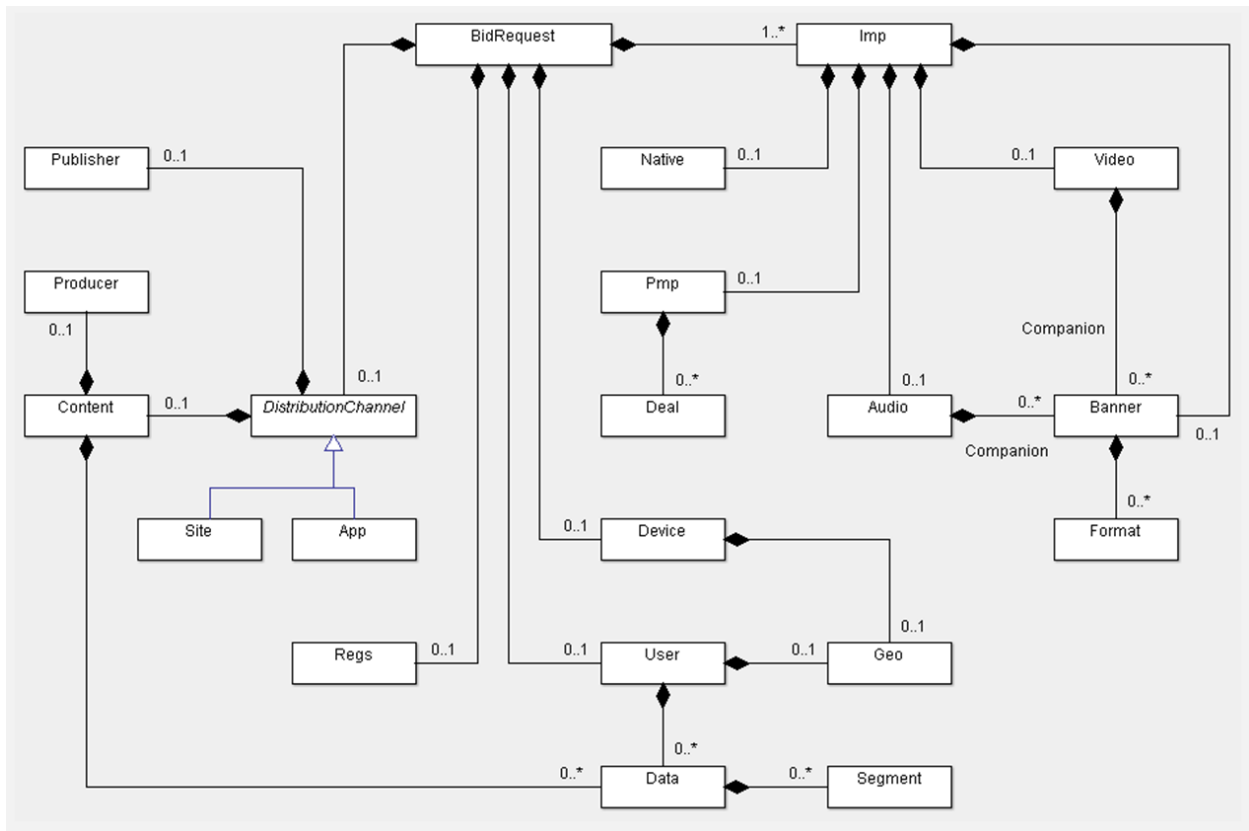 BidRequest
1..*
Imp
Publisher
0..1
Native
0..1
0..1
Video
Producer
0..1
Pmp
0..1
Companion
0..1
0..1
0..*
0..*
Content
0..1
DistributionChannel
Deal
Audio
0..*
Banner
0..1
Companion
0..*
Site
App
0..1
Device
Format
0..1
Regs
0..1
0..1
User
0..1
Geo
0..*
0..*
Data
0..*
Segment